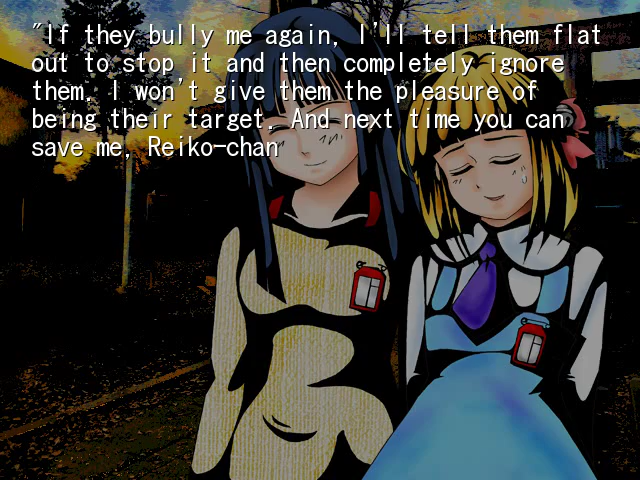 "If they bully me again, I'll tell them flat
out to stop it and then completely ignore
them. I won't give them the pleasure of
being their target. And next time you can
save me, Reiko-chan